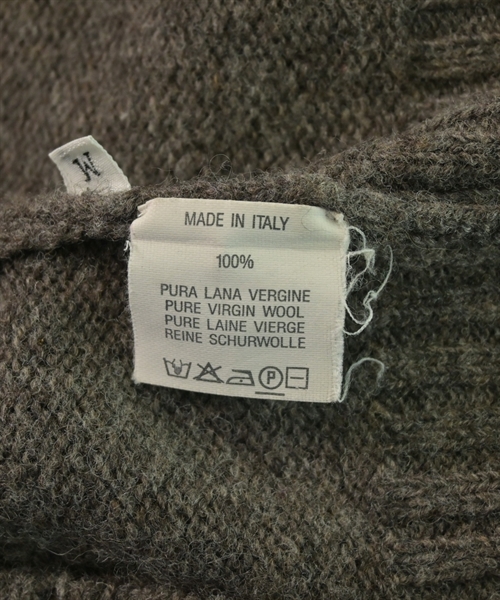 M
MADE IN ITALY
100%
PURA LANA VERGINE
PURE VIRGIN WOOL
PURE LAINE VIERGE
REINE SCHURWOLLE
P